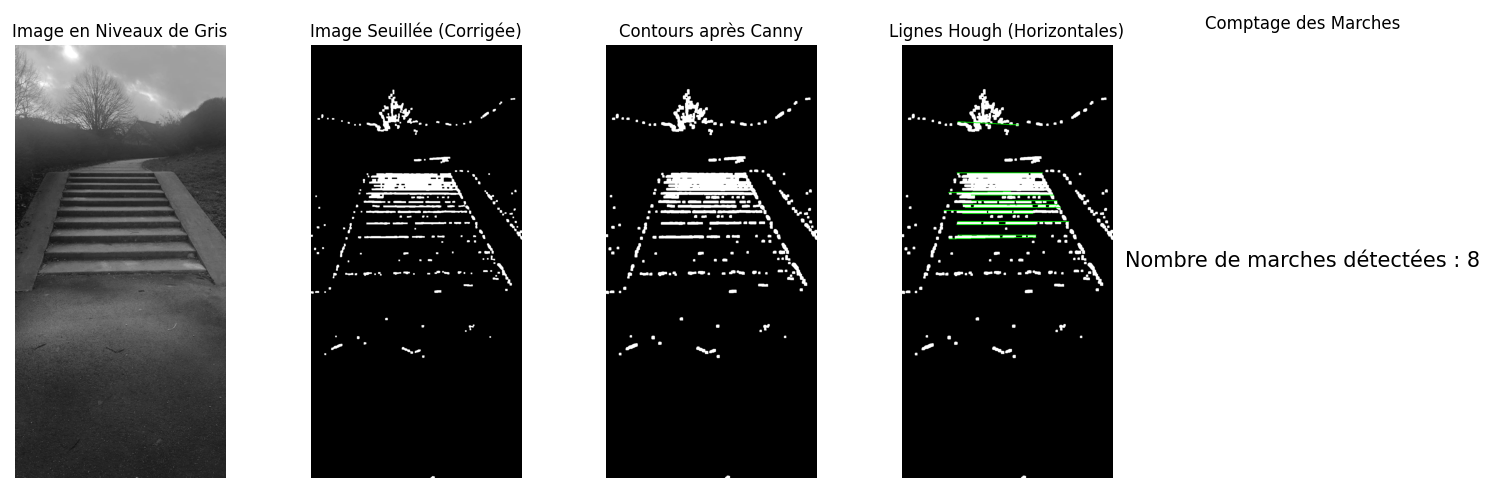 Image en Niveaux de Gris
Image Seuillée (Corrigée)
Contours après Canny
Lignes Hough (Horizontales)
Comptage des Marches
Nombre de marches détectées : 8